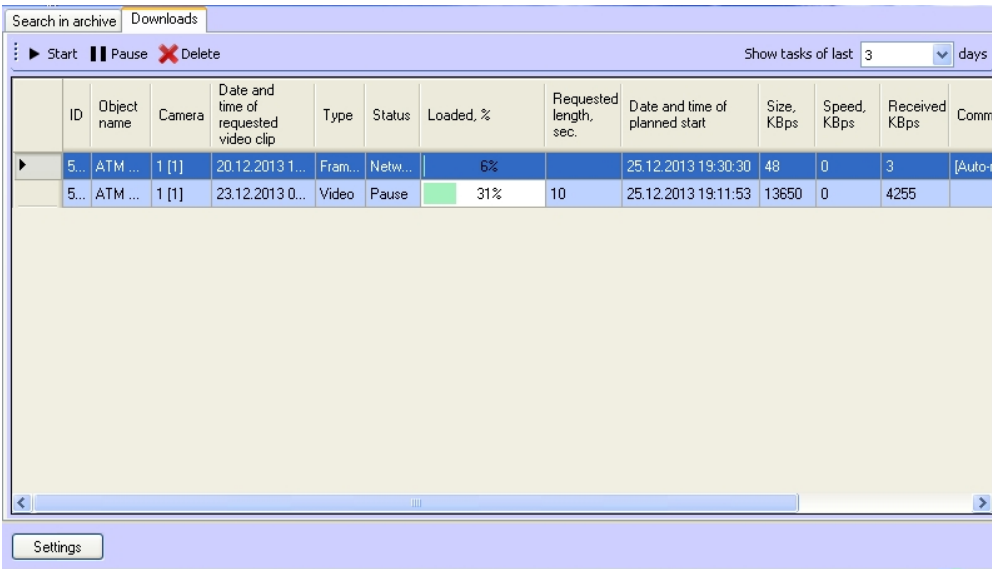 Search in archive Downloads
Start Pause Delete Show tasks of last 3 days
ID Object name Camera Date and time of requested video clip Type Status Loaded, % Requested length, sec. Date and time of planned start Size, KBps Speed, KBps Received KBps Comm
5... ATM ... 1 [1] 20.12.2013 1... Fram... Netw... 6% 25.12.2013 19:30:30 48 0 3 [Auto-r
5... ATM ... 1 [1] 23.12.2013 0... Video Pause 31% 10 25.12.2013 19:11:53 13650 0 4255
Settings